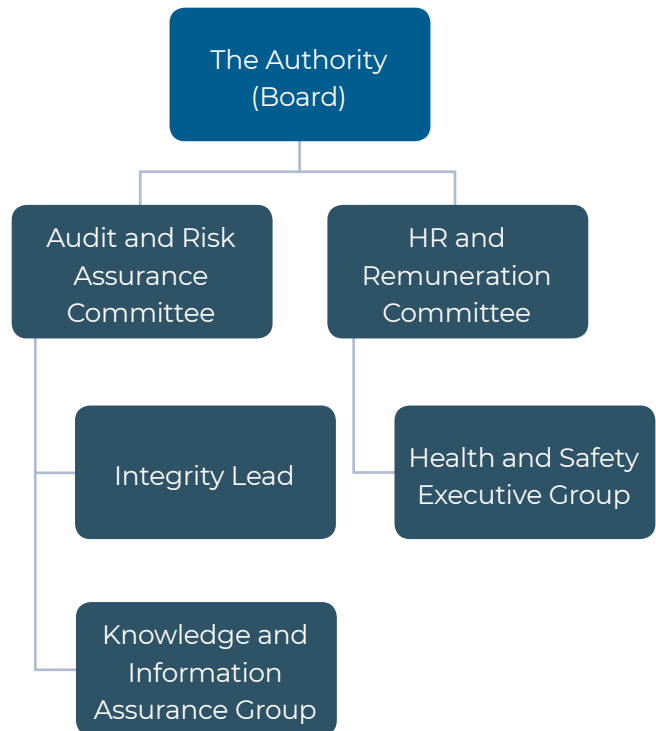 The Authority
(Board)
Audit and Risk
Assurance
Committee
HR and
Remuneration
Committee
Integrity Lead
Health and Safety
Executive Group
Knowledge and
Information
Assurance Group